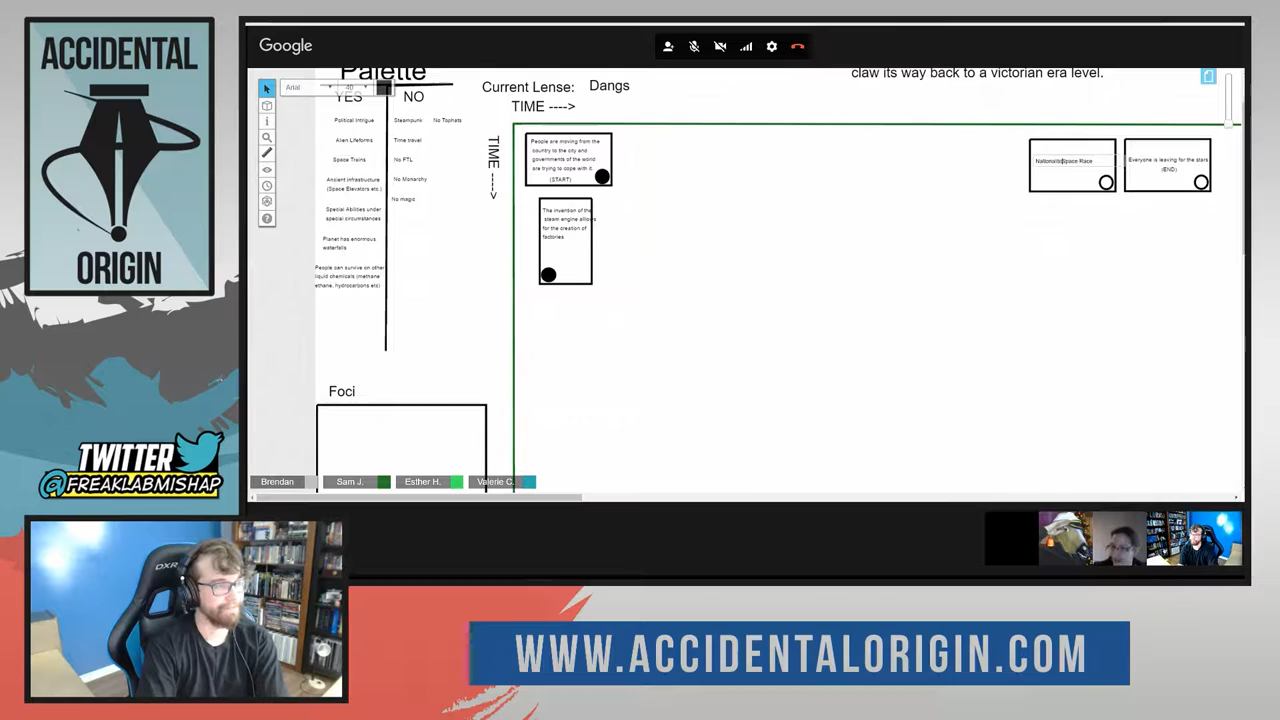 ACCIDENTAL
ORIGIN
Google
Palette
YES
NO
Arial
40
Political Intrigue
Steampunk
No Tophats
Alien Lifeforms
Time travel
Space Trains
No FTL
Ancient infrastructure
(Space Elevators etc.)
No Monarchy
Special Abilities under
special circumstances
No magic
Planet has enormous
waterfalls
People can survive on other
liquid chemicals (methane
ethane, hydrocarbons etc)
Foci
Current Lense:
Dangs
TIME ---->
TIME ---->
claw its way back to a victorian era level.
People are moving from the
country to the city and
governments of the world
are trying to cope with it.
(START)
The invention of the
steam engine allows
for the creation of
factories
Space Race
Everyone is leaving for the stars
(END)
Brendan
Sam J.
Esther H.
Valerie C.
TWITTER
@FREAKLABMISHAP
DXR
WWW.ACCIDENTALORIGIN.COM